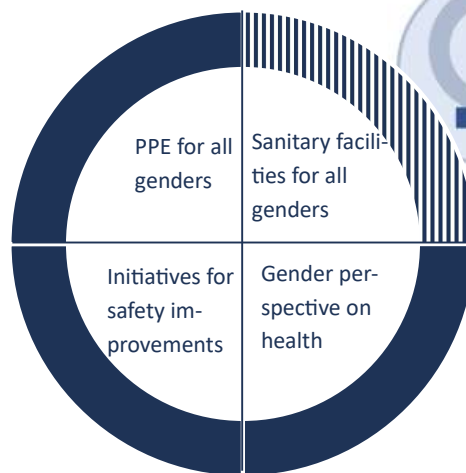 PPE for all
genders
Sanitary facili-
ties for all
genders
Initiatives for
safety im-
provements
Gender per-
spective on
health